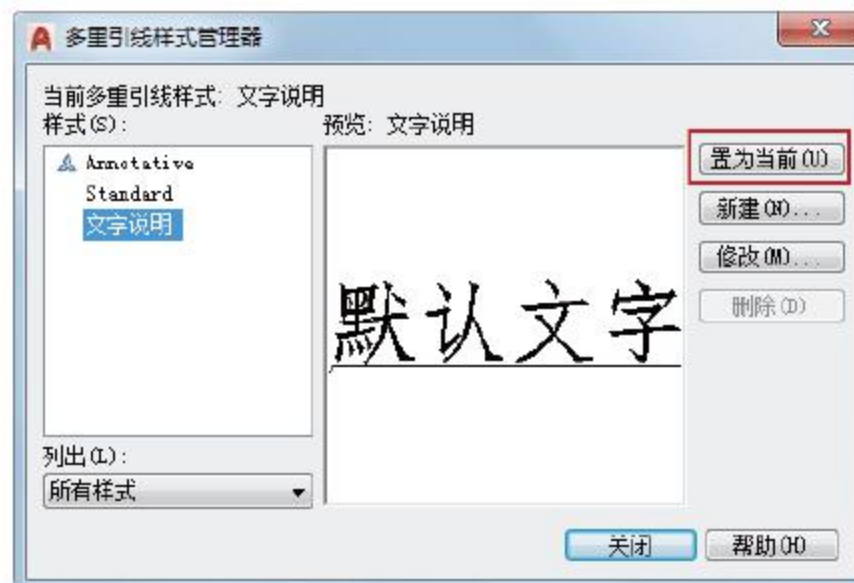 多重引线样式管理器
当前多重引线样式: 文字说明
样式(S):
预览: 文字说明
Annotative
Standard
文字说明
默认文字
置为当前(U)
新建(N)...
修改(M)...
删除(D)
列出(L):
所有样式
关闭
帮助(H)